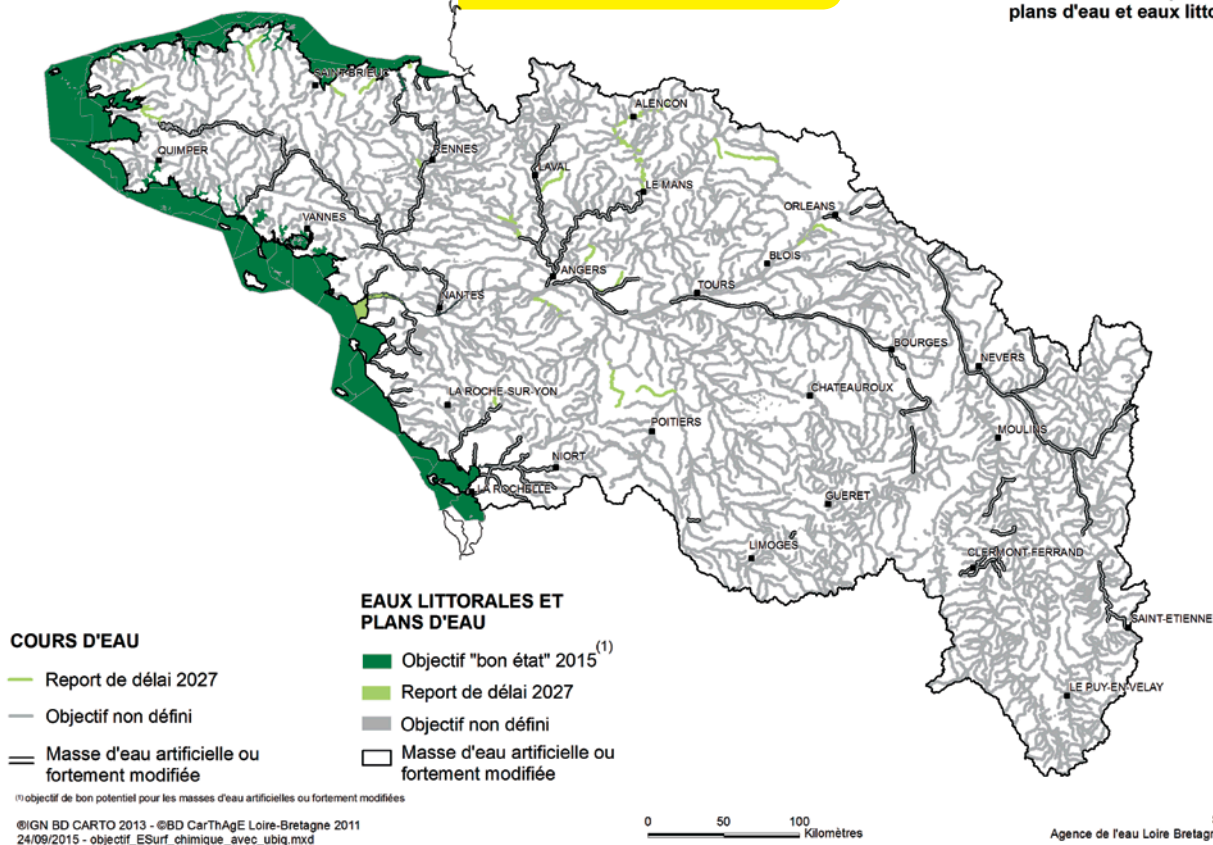 plans d'eau et eaux litto
SAINT-BRIEUC
ALENCON
QUIMPER
RENNES
LAVAL
LE MANS
VANNES
ORLEANS
BLOIS
ANGERS
TOURS
NANTES
BOURGES
NEVERS
LA ROCHE-SUR-YON
CHATEAUROUX
POITIERS
MOULINS
NIORT
LA ROCHELLE
GUERET
LIMOGES
CLERMONT-FERRAND
SAINT-ETIENNE
LE PUY-EN-VELAY
COURS D'EAU
Report de délai 2027
Objectif non défini
Masse d'eau artificielle ou
fortement modifiée
EAUX LITTORALES ET
PLANS D'EAU
Objectif "bon état" 2015(1)
Report de délai 2027
Objectif non défini
Masse d'eau artificielle ou
fortement modifiée
(1) objectif de bon potentiel pour les masses d'eau artificielles ou fortement modifiées
®IGN BD CARTO 2013 - ©BD CarThAgE Loire-Bretagne 2011
24/09/2015 - objectif_ESurf_chimique_avec_ubiq.mxd
0 50 100 Kilomètres
Agence de l'eau Loire Bretagn